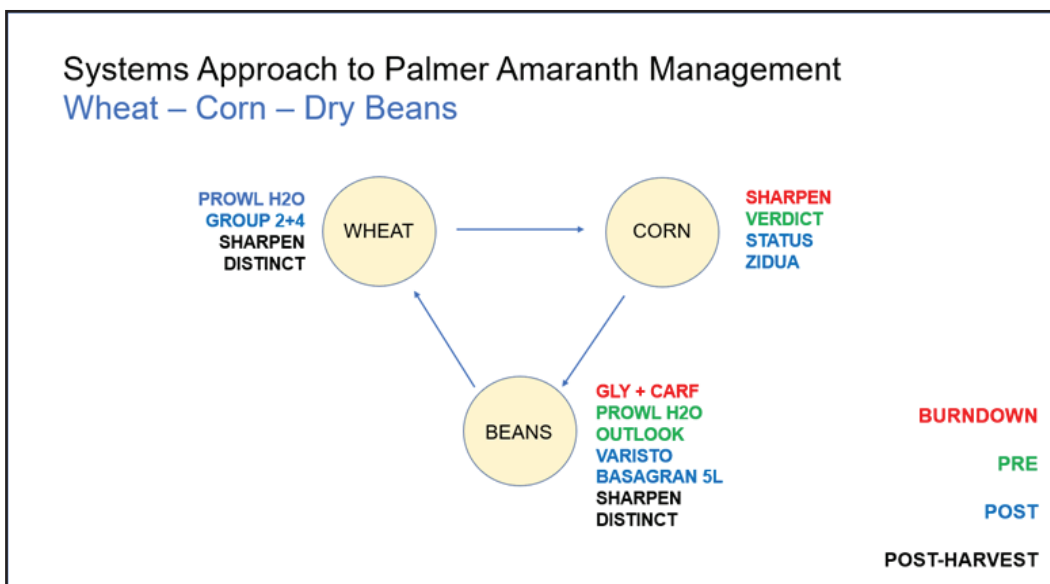 Systems Approach to Palmer Amaranth Management
Wheat – Corn – Dry Beans
PROWL H2O
GROUP 2+4
SHARPEN
DISTINCT
WHEAT
CORN
SHARPEN
VERDICT
STATUS
ZIDUA
BEANS
GLY + CARF
PROWL H2O
OUTLOOK
VARISTO
BASAGRAN 5L
SHARPEN
DISTINCT
BURNDOWN
PRE
POST
POST-HARVEST